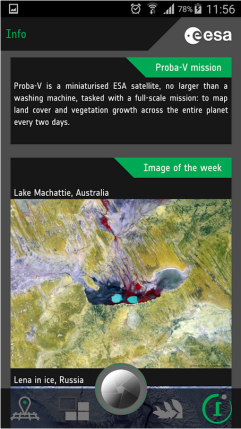 78% 11:56
Info
esa
Proba-V mission
Proba-V is a miniaturised ESA satellite, no larger than a
washing machine, tasked with a full-scale mission: to map
land cover and vegetation growth across the entire planet
every two days.
Image of the week
Lake Machattie, Australia
Lena in ice, Russia